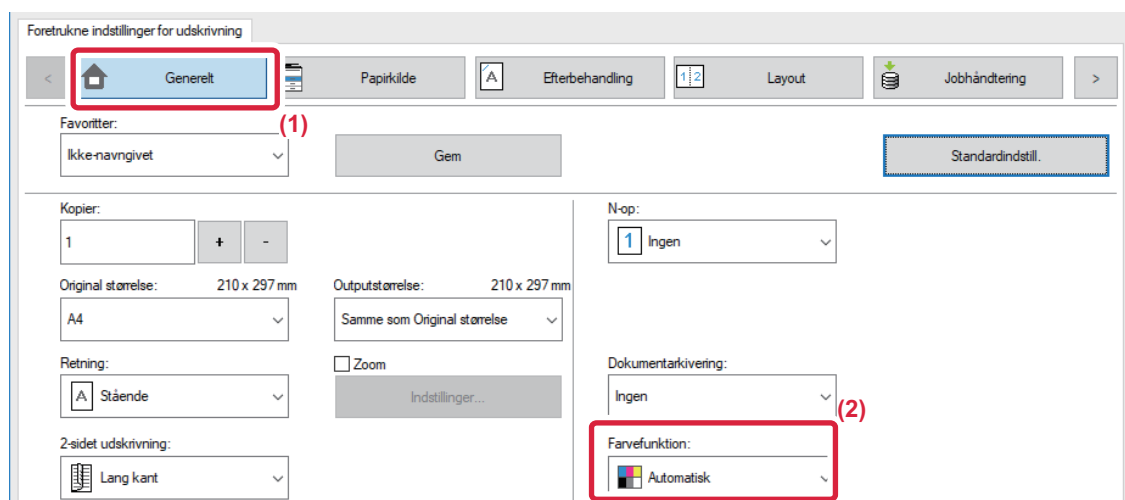 Foretrukne indstillinger for udskrivning
< Generelt Papirkilde A Efterbehandling 1 2 Layout Jobhåndtering >
(1)
Favoritter:
Ikke-navngivet Gem Standardindstill.
Kopier: N-op:
1 + - 1 Ingen
Original størrelse: 210 x 297 mm Outputstørrelse: 210 x 297 mm
A4 Samme som Original størrelse
Retning: Zoom Dokumentarkivering:
A Stående Indstillinger... Ingen
(2)
2-sidet udskrivning: Farvefunktion:
Lang kant Automatisk